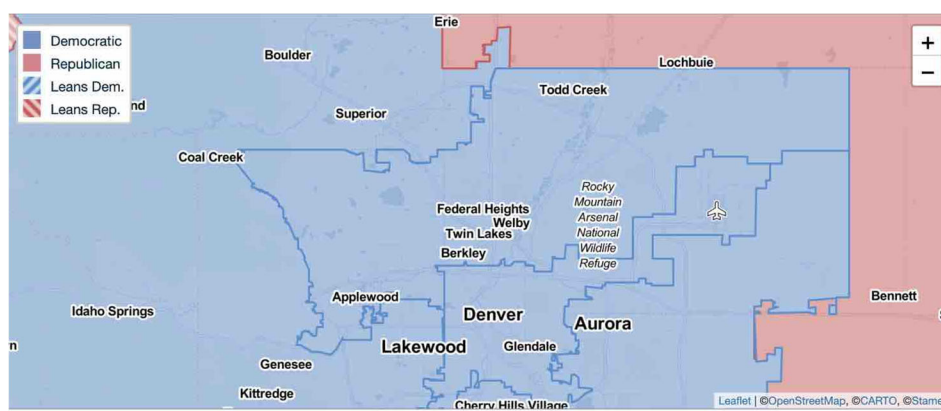 Democratic
Republican
Leans Dem.
Leans Rep.
nd
Erie
Boulder
Lochbuie
+
−
Todd Creek
Superior
Coal Creek
Rocky
Mountain
Arsenal
National
Wildlife
Refuge
Federal Heights
Welby
Twin Lakes
Berkley
Applewood
Bennett
Idaho Springs
Denver
Aurora
n
Lakewood
Glendale
Genesee
Kittredge
Cherry Hills Village
Leaflet | ©OpenStreetMap, ©CARTO, ©Stame